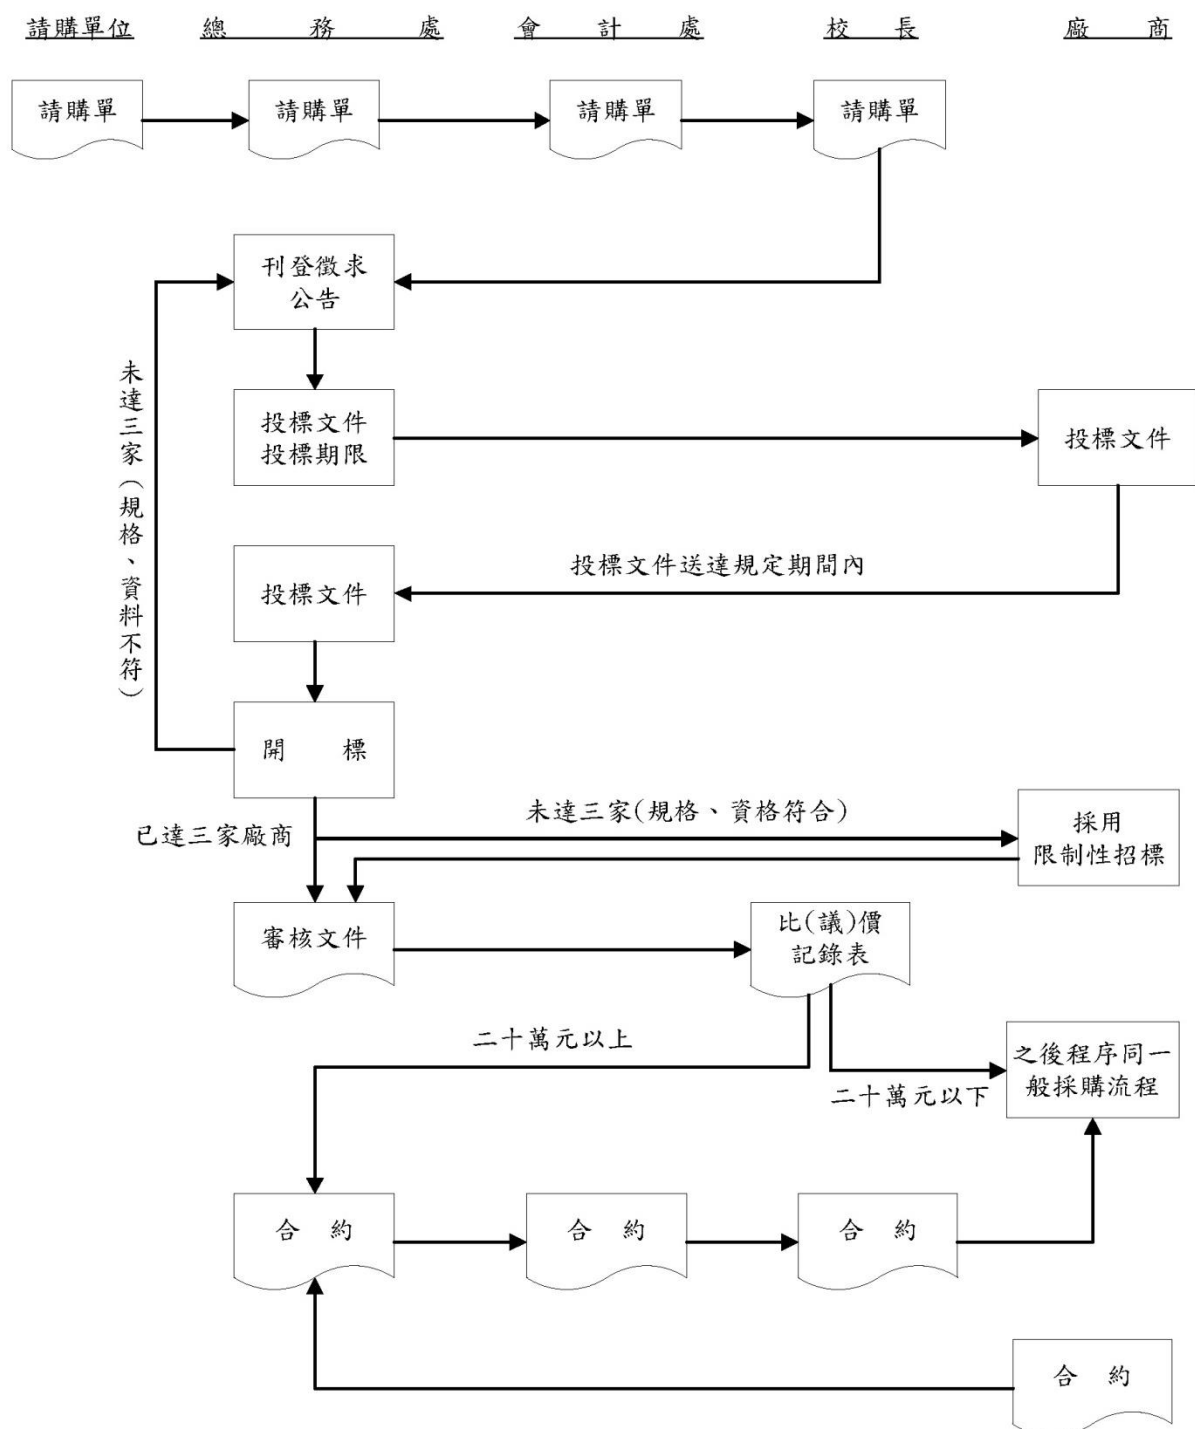 請購單位 總務處 會計處 校長 廠商
請購單 請購單 請購單 請購單
刊登徵求
公告
未達三家(規格、資料不符)
投標文件
投標期限
投標文件
投標文件送達規定期間內
投標文件
開 標
未達三家(規格、資格符合)
已達三家廠商
採用
限制性招標
審核文件
比(議)價
記錄表
二十萬元以上
之後程序同一
般採購流程
二十萬元以下
合 約 合 約 合 約
合 約